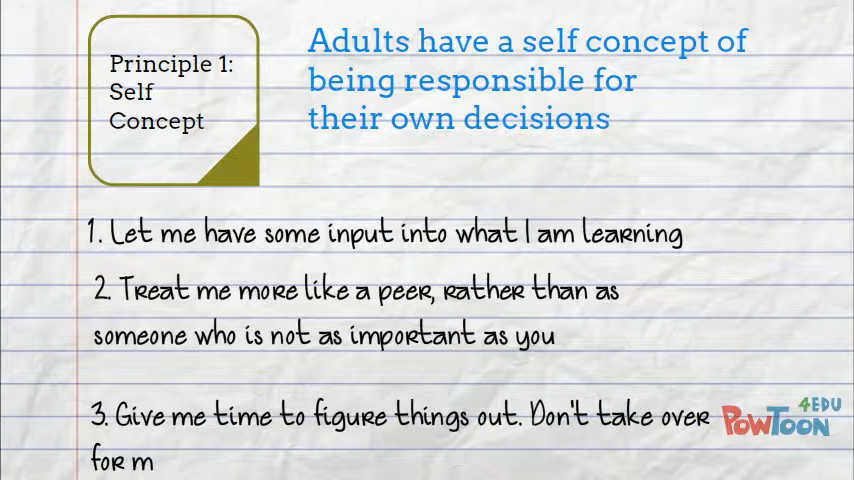 Principle 1:
Self
Concept
Adults have a self concept of
being responsible for
their own decisions
1. Let me have some input into what I am learning
2. Treat me more like a peer, rather than as
someone who is not as important as you
3. Give me time to figure things out. Don't take over
for m
4EDU
PowToon